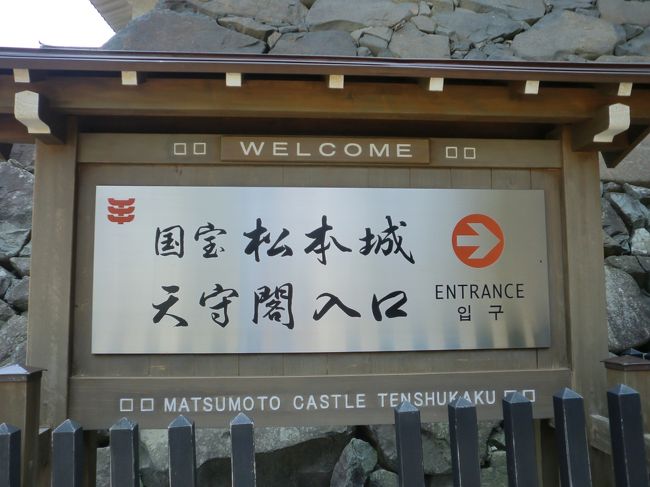 □□ WELCOME □□
国宝 松本城
天守閣入口
ENTRANCE
입구
□□ MATSUMOTO CASTLE TENSHUKAKU □□